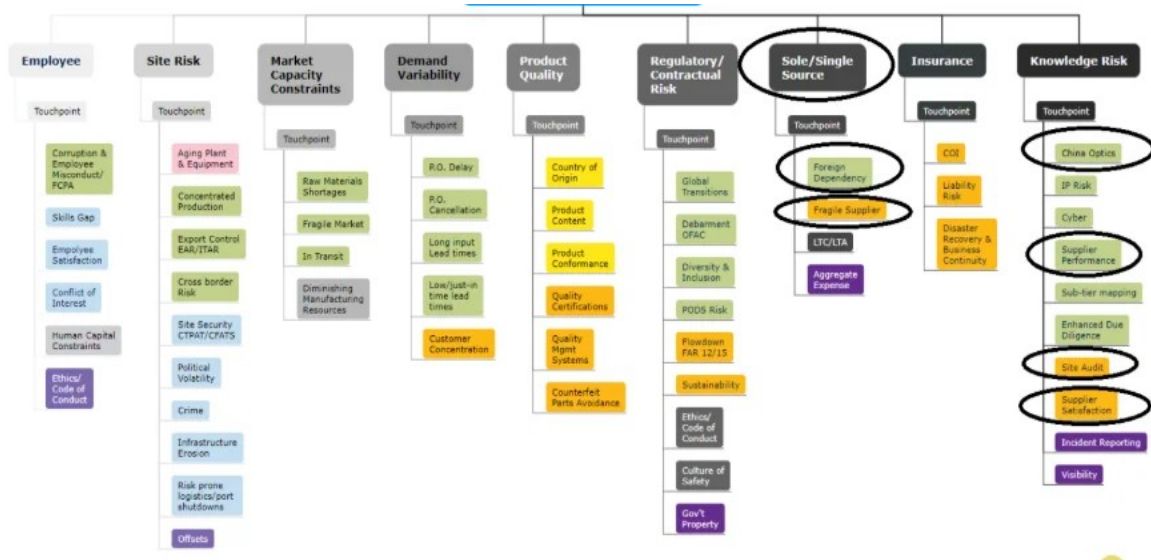 Employee
Touchpoint
Corruption &
Employee
Misconduct/
FCPA
Skills Gap
Empolyee
Satisfaction
Conflict of
Interest
Human Capital
Constraints
Ethics/
Code of
Conduct
Site Risk
Touchpoint
Aging Plant
& Equipment
Concentrated
Production
Export Control
EAR/ITAR
Cross border
Risk
Site Security
CTPAT/CFATS
Political
Volatility
Crime
Infrastructure
Erosion
Risk prone
logistics/port
shutdowns
Offsets
Market
Capacity
Constraints
Touchpoint
Raw Materials
Shortages
Fragile Market
In Transit
Diminishing
Manufacturing
Resources
Demand
Variability
Touchpoint
P.O. Delay
P.O.
Cancellation
Long input
Lead times
Low/just-in
time lead
times
Customer
Concentration
Product
Quality
Touchpoint
Country of
Origin
Product
Content
Product
Conformance
Quality
Certifications
Quality
Mgmt
Systems
Counterfeit
Parts Avoidance
Regulatory/
Contractual
Risk
Touchpoint
Global
Transitions
Debarment
OFAC
Diversity &
Inclusion
PODS Risk
Flowdown
FAR 12/15
Sustainability
Ethics/
Code of
Conduct
Culture of
Safety
Gov't
Property
Sole/Single
Source
Touchpoint
Foreign
Dependency
Fragile Supplier
LTC/LTA
Aggregate
Expense
Insurance
Touchpoint
COI
Liability
Risk
Disaster
Recovery &
Business
Continuity
Knowledge Risk
Touchpoint
China Optics
IP Risk
Cyber
Supplier
Performance
Sub-tier mapping
Enhanced Due
Diligence
Site Audit
Supplier
Satisfaction
Incident Reporting
Visibility